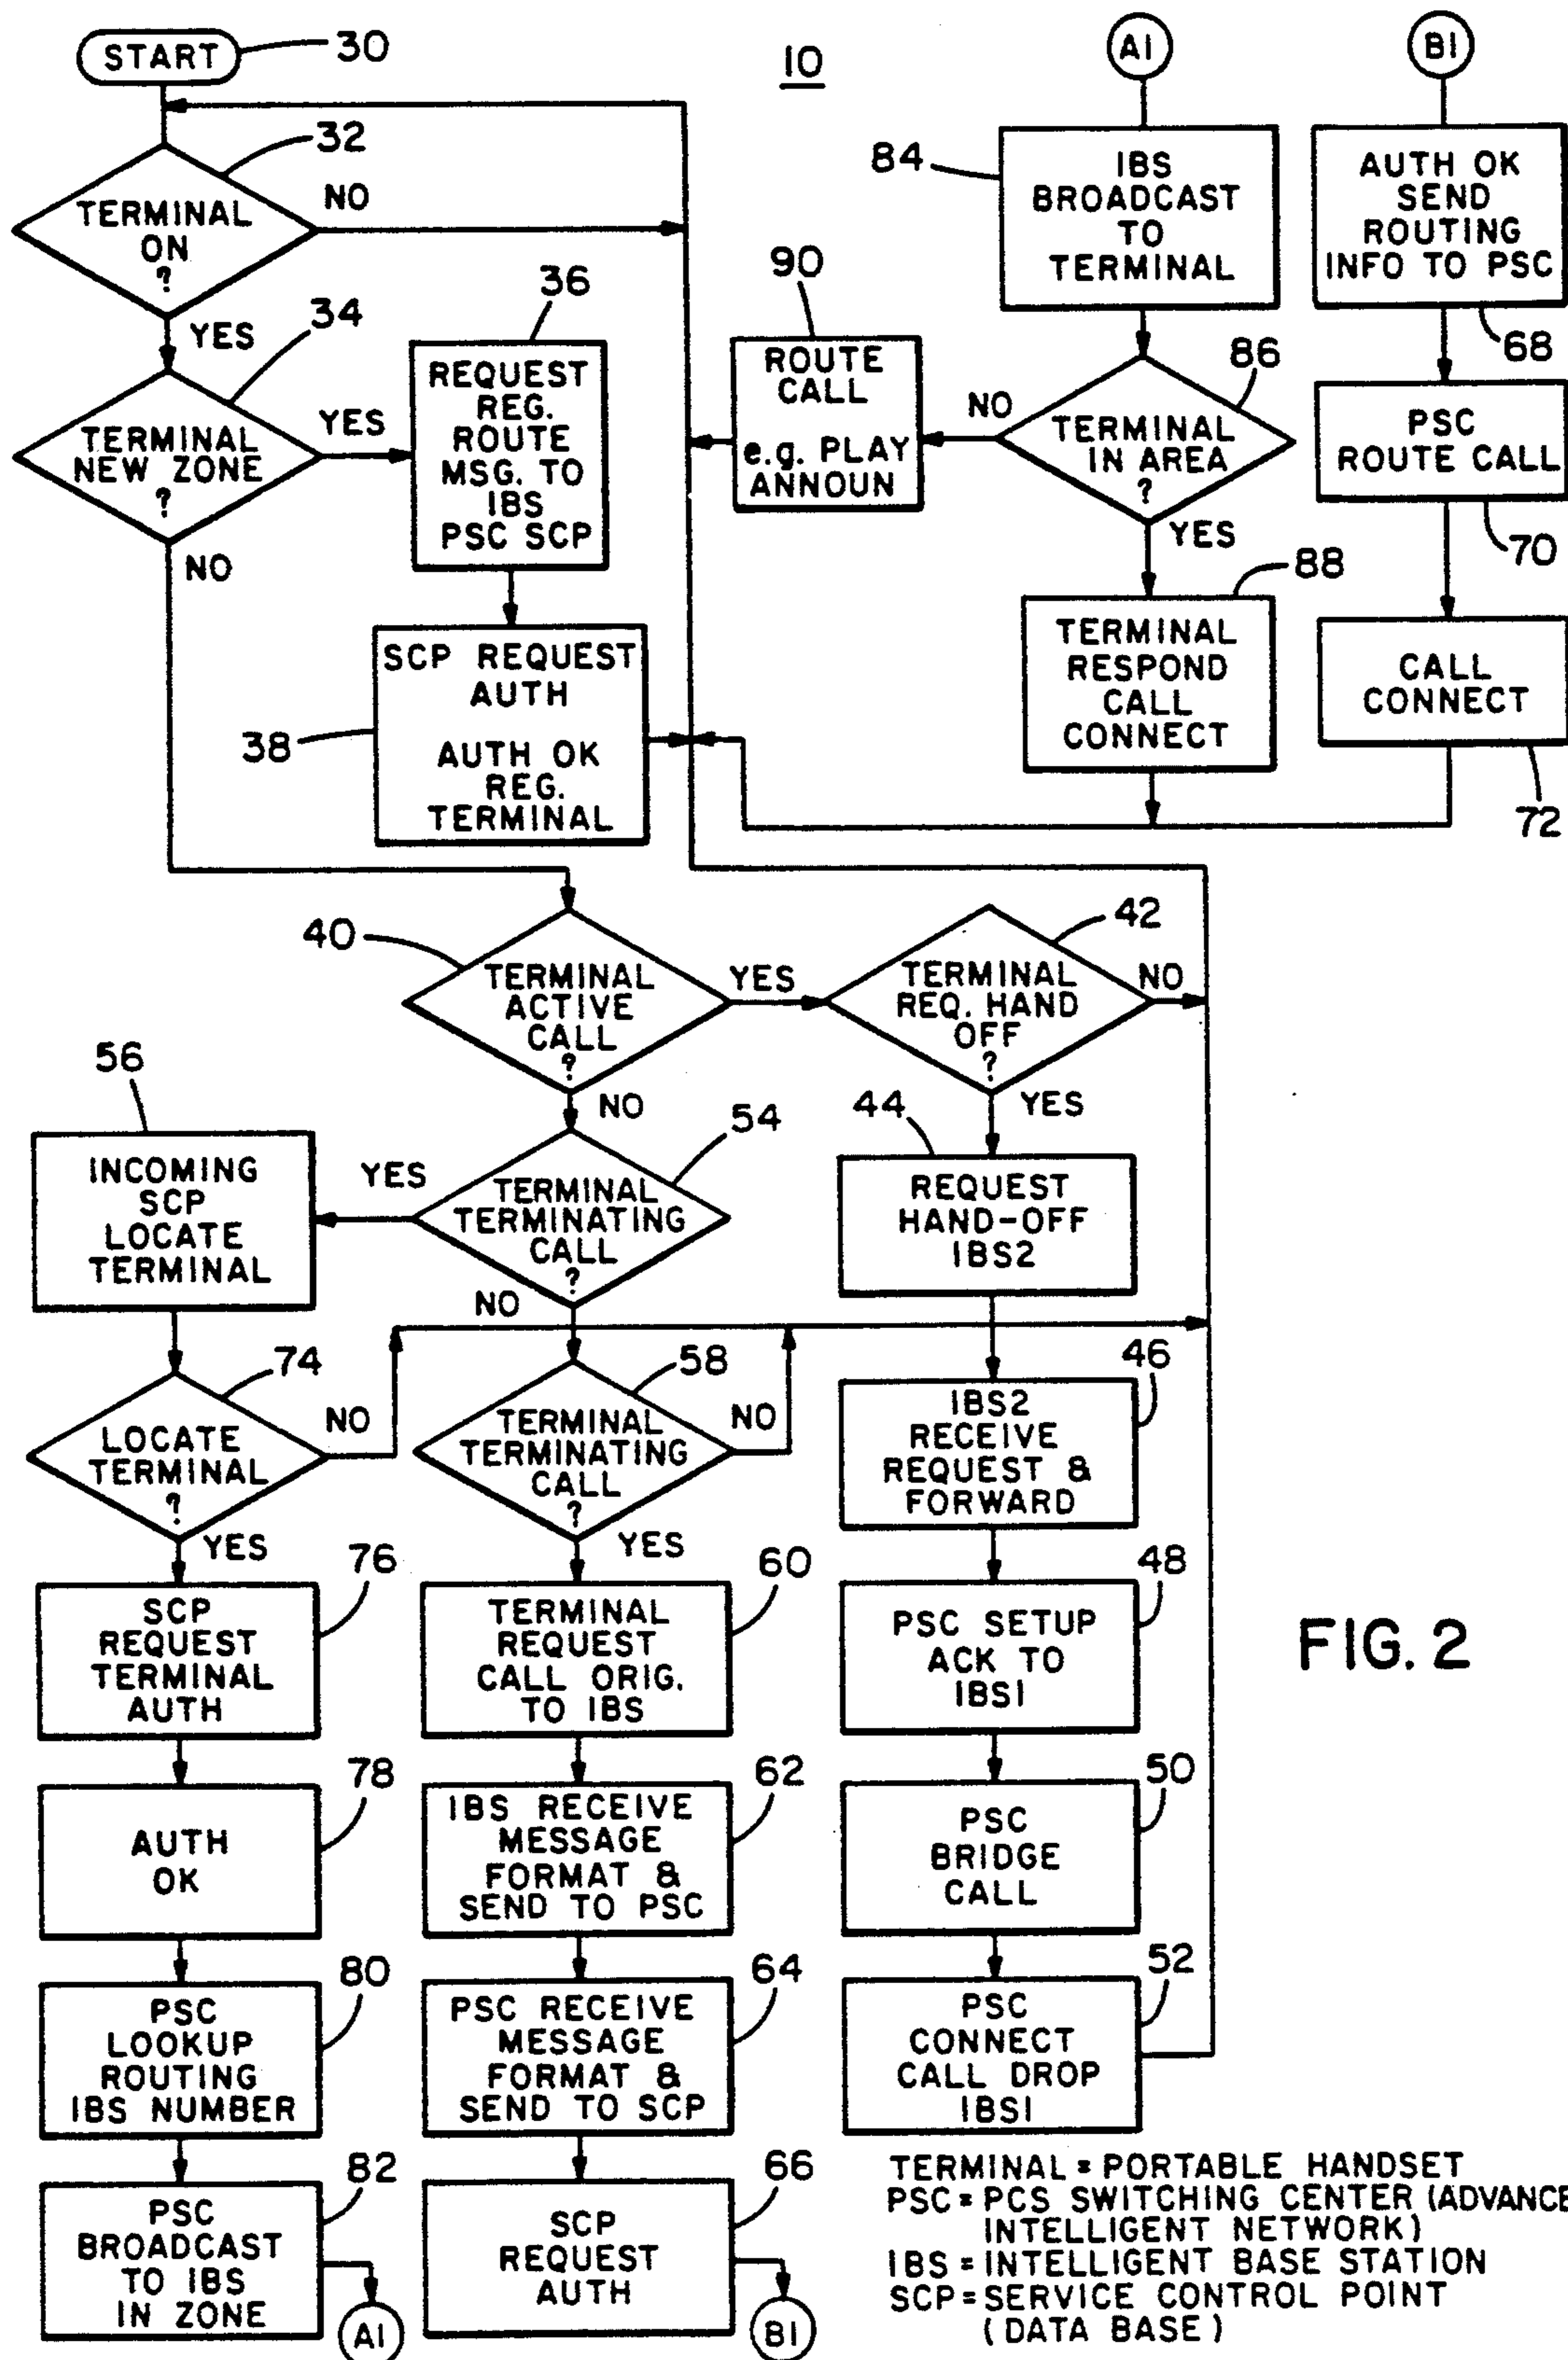 START
30
10
A1
B1
32
TERMINAL
ON
?
NO
YES
34
TERMINAL
NEW ZONE
?
YES
NO
36
REQUEST
REG.
ROUTE
MSG. TO
IBS
PSC SCP
38
SCP REQUEST
AUTH
AUTH OK
REG.
TERMINAL
84
IBS
BROADCAST
TO
TERMINAL
86
TERMINAL
IN AREA
?
NO
YES
90
ROUTE
CALL
e.g. PLAY
ANNOUN
88
TERMINAL
RESPOND
CALL
CONNECT
AUTH OK
SEND
ROUTING
INFO TO PSC
68
PSC
ROUTE CALL
70
CALL
CONNECT
72
40
TERMINAL
ACTIVE
CALL
?
YES
NO
42
TERMINAL
REQ. HAND
OFF
?
NO
YES
44
REQUEST
HAND-OFF
IBS2
46
IBS2
RECEIVE
REQUEST &
FORWARD
48
PSC SETUP
ACK TO
IBS1
50
PSC
BRIDGE
CALL
52
PSC
CONNECT
CALL DROP
IBS1
54
TERMINAL
TERMINATING
CALL
?
YES
NO
56
INCOMING
SCP
LOCATE
TERMINAL
74
LOCATE
TERMINAL
?
NO
YES
76
SCP
REQUEST
TERMINAL
AUTH
78
AUTH
OK
80
PSC
LOOKUP
ROUTING
IBS NUMBER
82
PSC
BROADCAST
TO IBS
IN ZONE
A1
58
TERMINAL
TERMINATING
CALL
?
NO
YES
60
TERMINAL
REQUEST
CALL ORIG.
TO IBS
62
IBS RECEIVE
MESSAGE
FORMAT &
SEND TO PSC
64
PSC RECEIVE
MESSAGE
FORMAT &
SEND TO SCP
66
SCP
REQUEST
AUTH
B1
FIG. 2
TERMINAL = PORTABLE HANDSET
PSC = PCS SWITCHING CENTER (ADVANCE
INTELLIGENT NETWORK)
IBS = INTELLIGENT BASE STATION
SCP = SERVICE CONTROL POINT
(DATA BASE)